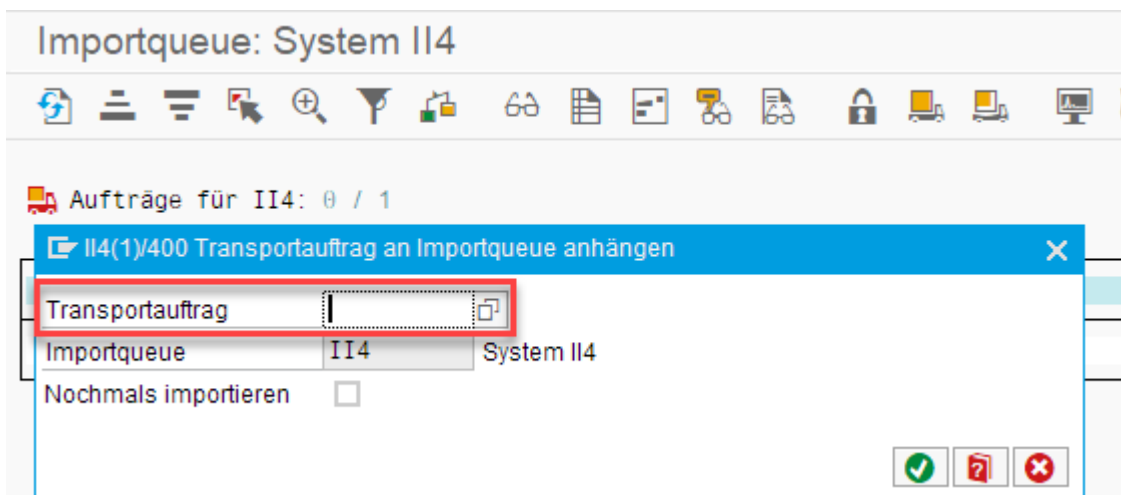 Importqueue: System II4
Aufträge für II4: 0 / 1
II4(1)/400 Transportauftrag an Importqueue anhängen
Transportauftrag
Importqueue II4 System II4
Nochmals importieren